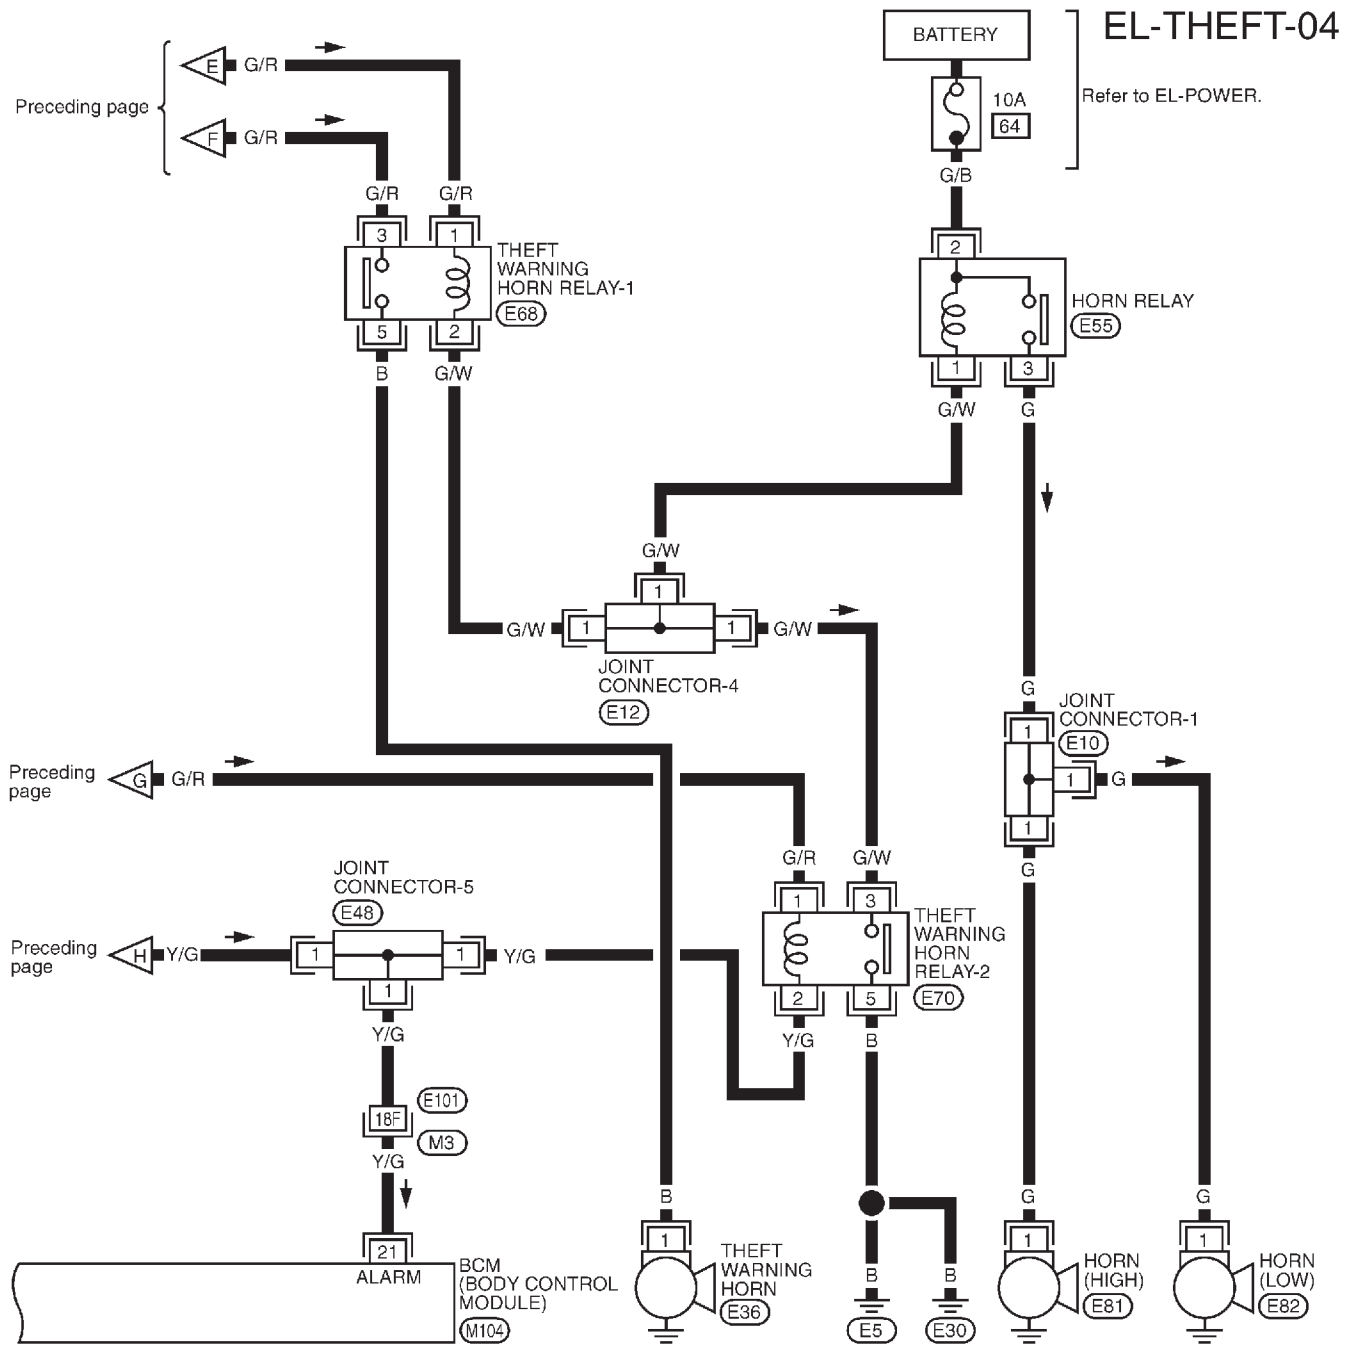 EL-THEFT-04
BATTERY
Refer to EL-POWER.
10A
64
G/B
Preceding page
E
G/R
F
G/R
G/R
G/R
3
1
THEFT
WARNING
HORN RELAY-1
E68
5
2
B
G/W
2
HORN RELAY
E55
1
3
G/W
G
G/W
1
G/W
1
1
G/W
JOINT
CONNECTOR-4
E12
G
JOINT
CONNECTOR-1
E10
1
1
G
1
G
Preceding
page
G
G/R
G/R
G/W
1
3
THEFT
WARNING
HORN
RELAY-2
E70
2
5
Y/G
B
JOINT
CONNECTOR-5
E48
Preceding
page
H
Y/G
1
1
Y/G
1
Y/G
E101
18F
M3
Y/G
21
ALARM
BCM
(BODY CONTROL
MODULE)
M104
B
1
THEFT
WARNING
HORN
E36
B
B
E5
E30
G
1
HORN
(HIGH)
E81
G
1
HORN
(LOW)
E82